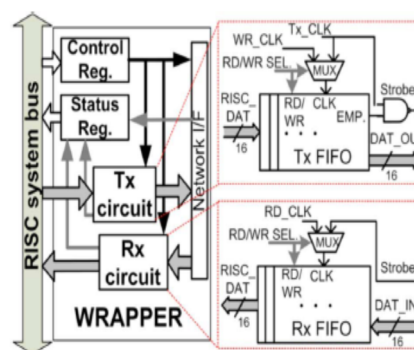 RISC system bus
Control
Reg.
Status
Reg.
Tx
circuit
Rx
circuit
Network I/F
WRAPPER
Tx_CLK
WR_CLK
RD/WR SEL.
MUX
Strobe
RISC_
DAT
16
RD/
WR
CLK
EMP.
. . .
Tx FIFO
DAT_OU
16
RD_CLK
RD/WR SEL.
MUX
Strobe
RISC_
DAT
16
RD/
WR
CLK
. . .
Rx FIFO
DAT_IN
16